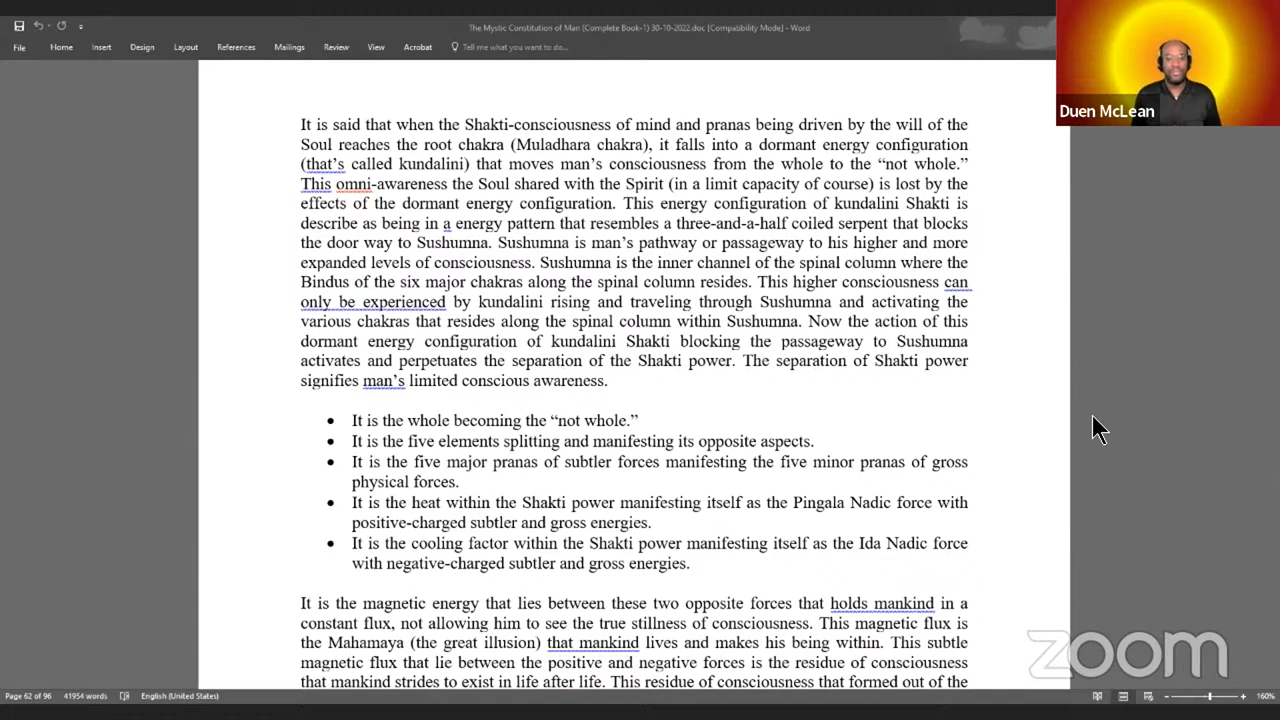 The Mystic Constitution of Man (Complete Book-1) 30-10-2022.doc [Compatibility Mode] - Word
File Home Insert Design Layout References Mailings Review View Acrobat Tell me what you want to do...
Duen McLean
It is said that when the Shakti-consciousness of mind and pranas being driven by the will of the
Soul reaches the root chakra (Muladhara chakra), it falls into a dormant energy configuration
(that’s called kundalini) that moves man’s consciousness from the whole to the “not whole.”
This omni-awareness the Soul shared with the Spirit (in a limit capacity of course) is lost by the
effects of the dormant energy configuration. This energy configuration of kundalini Shakti is
describe as being in a energy pattern that resembles a three-and-a-half coiled serpent that blocks
the door way to Sushumna. Sushumna is man’s pathway or passageway to his higher and more
expanded levels of consciousness. Sushumna is the inner channel of the spinal column where the
Bindus of the six major chakras along the spinal column resides. This higher consciousness can
only be experienced by kundalini rising and traveling through Sushumna and activating the
various chakras that resides along the spinal column within Sushumna. Now the action of this
dormant energy configuration of kundalini Shakti blocking the passageway to Sushumna
activates and perpetuates the separation of the Shakti power. The separation of Shakti power
signifies man’s limited conscious awareness.
• It is the whole becoming the “not whole.”
• It is the five elements splitting and manifesting its opposite aspects.
• It is the five major pranas of subtler forces manifesting the five minor pranas of gross
physical forces.
• It is the heat within the Shakti power manifesting itself as the Pingala Nadic force with
positive-charged subtler and gross energies.
• It is the cooling factor within the Shakti power manifesting itself as the Ida Nadic force
with negative-charged subtler and gross energies.
It is the magnetic energy that lies between these two opposite forces that holds mankind in a
constant flux, not allowing him to see the true stillness of consciousness. This magnetic flux is
the Mahamaya (the great illusion) that mankind lives and makes his being within. This subtle
magnetic flux that lie between the positive and negative forces is the residue of consciousness
that mankind strides to exist in life after life. This residue of consciousness that formed out of the
zoom
Page 62 of 96 41954 words English (United States) 160%